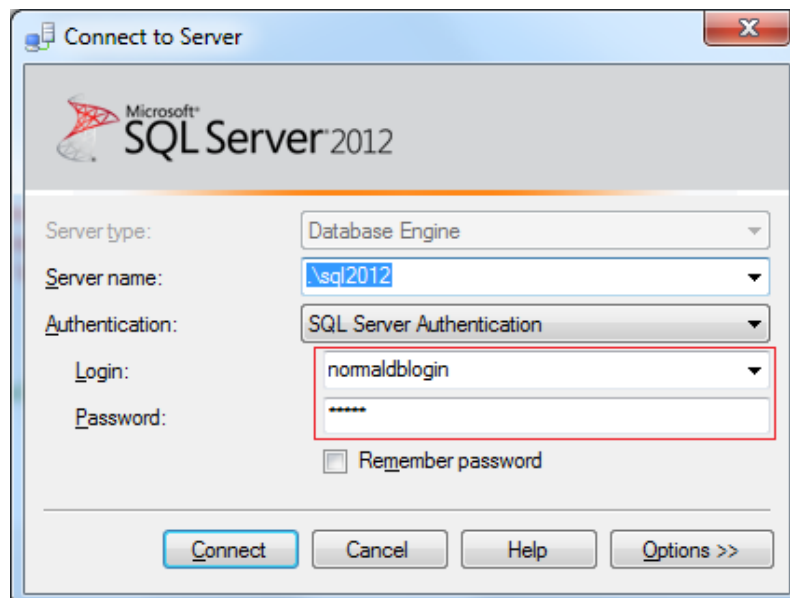 Connect to Server
Microsoft®
SQL Server® 2012
Server type: Database Engine
Server name: .\sql2012
Authentication: SQL Server Authentication
Login: normaldblogin
Password: *****
Remember password
Connect Cancel Help Options >>